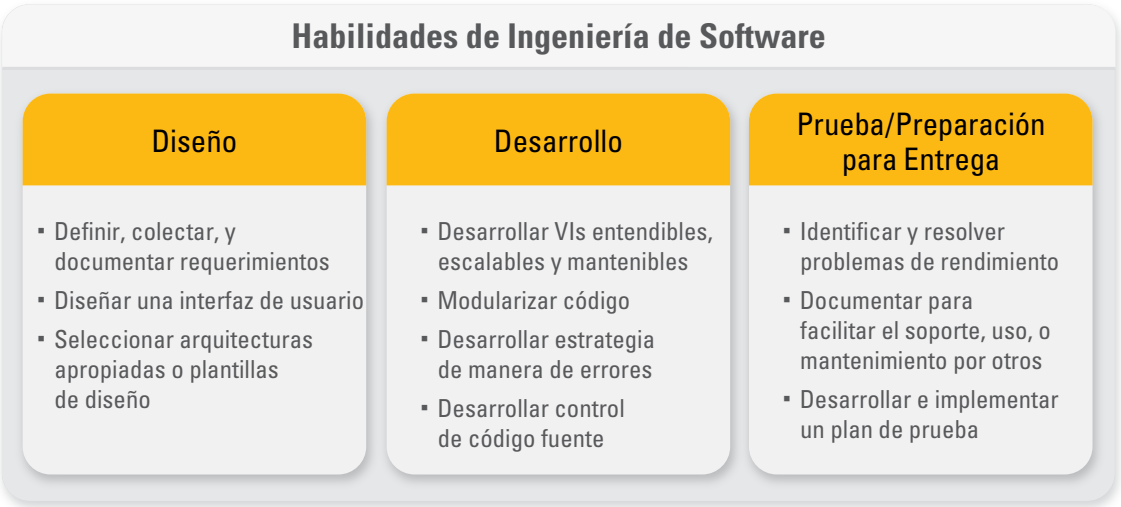 Habilidades de Ingeniería de Software
Diseño
▪ Definir, colectar, y
documentar requerimientos
▪ Diseñar una interfaz de usuario
▪ Seleccionar arquitecturas
apropiadas o plantillas
de diseño
Desarrollo
▪ Desarrollar VIs entendibles,
escalables y mantenibles
▪ Modularizar código
▪ Desarrollar estrategia
de manera de errores
▪ Desarrollar control
de código fuente
Prueba/Preparación
para Entrega
▪ Identificar y resolver
problemas de rendimiento
▪ Documentar para
facilitar el soporte, uso, o
mantenimiento por otros
▪ Desarrollar e implementar
un plan de prueba